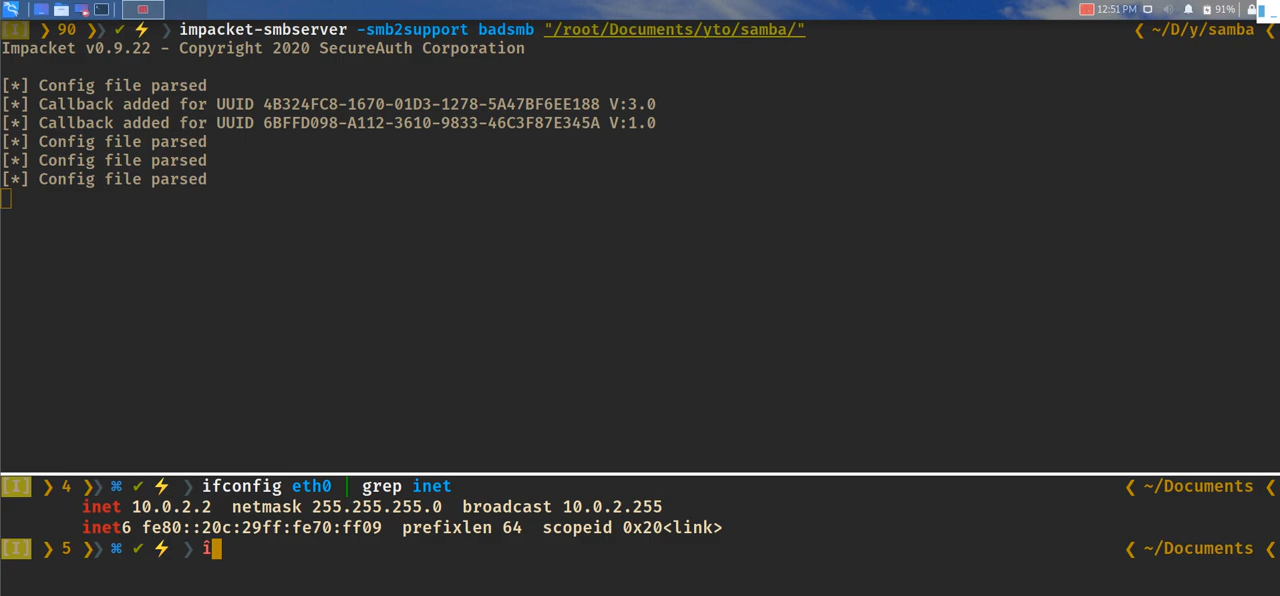 12:51 PM 91%
[I] ❯ 90 ❯❯ ✔ ⚡ ❯ impacket-smbserver -smb2support badsmb "/root/Documents/yto/samba/" ❮ ~/D/y/samba ❮
Impacket v0.9.22 - Copyright 2020 SecureAuth Corporation
[*] Config file parsed
[*] Callback added for UUID 4B324FC8-1670-01D3-1278-5A47BF6EE188 V:3.0
[*] Callback added for UUID 6BFFD098-A112-3610-9833-46C3F87E345A V:1.0
[*] Config file parsed
[*] Config file parsed
[*] Config file parsed
[I] ❯ 4 ❯❯ ⌘ ✔ ⚡ ❯ ifconfig eth0 | grep inet ❮ ~/Documents ❮
inet 10.0.2.2 netmask 255.255.255.0 broadcast 10.0.2.255
inet6 fe80::20c:29ff:fe70:ff09 prefixlen 64 scopeid 0x20<link>
[I] ❯ 5 ❯❯ ⌘ ✔ ⚡ ❯ î ❮ ~/Documents ❮